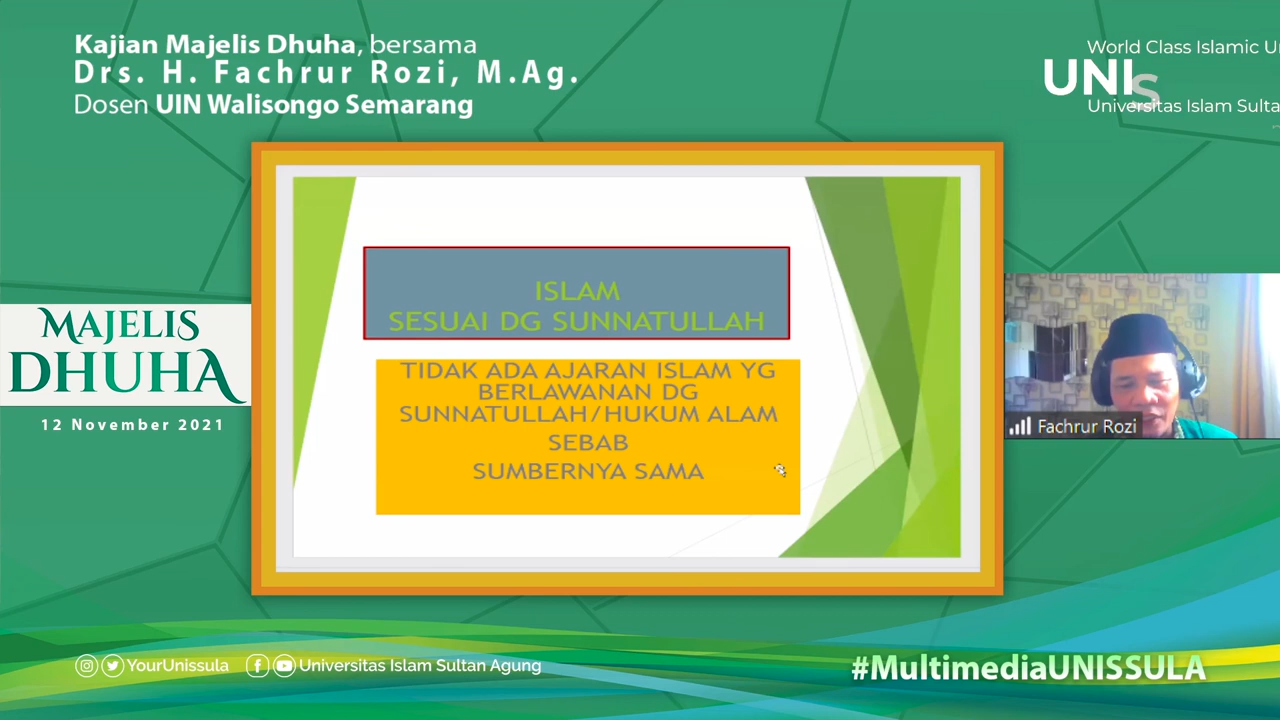 Kajian Majelis Dhuha, bersama
Drs. H. Fachrur Rozi, M.Ag.
Dosen UIN Walisongo Semarang
World Class Islamic
UNIS
Universitas Islam
ISLAM
SESUAI DG SUNNATULLAH
TIDAK ADA AJARAN ISLAM YG
BERLAWANAN DG
SUNNATULLAH/HUKUM ALAM
SEBAB
SUMBERNYA SAMA
MAJELIS
DHUHA
12 November 2021
Fachrur Rozi
YourUnissula
Universitas Islam Sultan Agung
#MultimediaUNISSULA